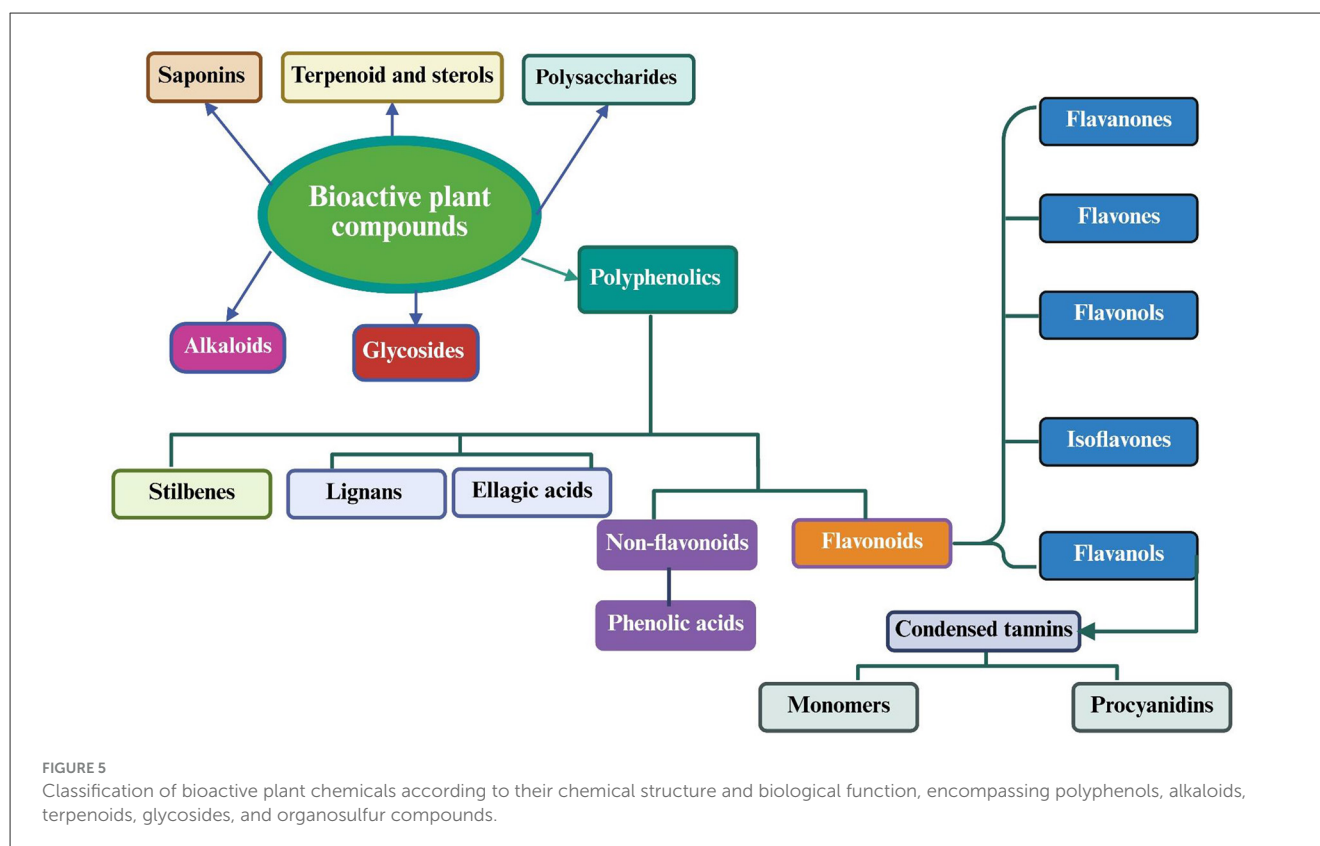 Saponins
Terpenoid and sterols
Polysaccharides
Bioactive plant
compounds
Polyphenolics
Alkaloids
Glycosides
Stilbenes
Lignans
Ellagic acids
Non-flavonoids
Flavonoids
Phenolic acids
Flavanones
Flavones
Flavonols
Isoflavones
Flavanols
Condensed tannins
Monomers
Procyanidins
FIGURE 5
Classification of bioactive plant chemicals according to their chemical structure and biological function, encompassing polyphenols, alkaloids,
terpenoids, glycosides, and organosulfur compounds.